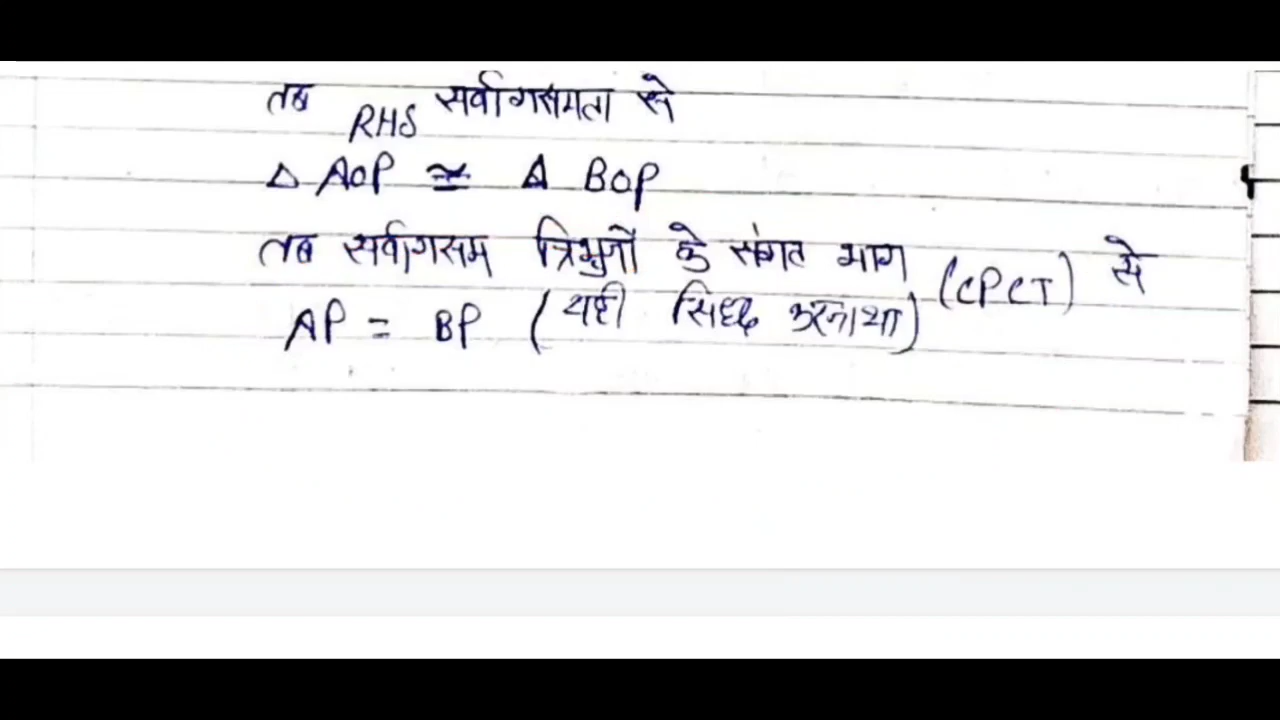 तब RHS सर्वागसमता से
△ AOP ≅ △ BOP
तब सर्वागसम त्रिभुजों के संगत भाग (CPCT) से
AP = BP (यही सिध्द करना था)